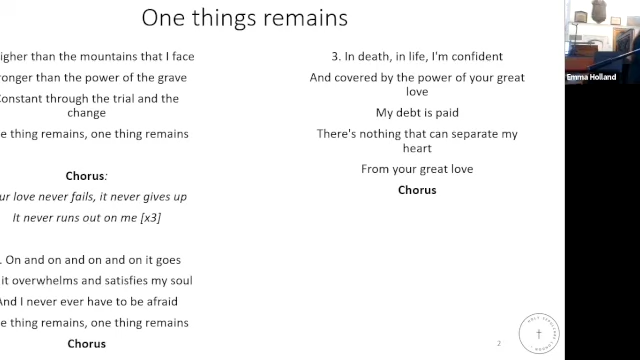 One things remains
igher than the mountains that I face
ronger than the power of the grave
Constant through the trial and the
change
e thing remains, one thing remains
Chorus:
ur love never fails, it never gives up
It never runs out on me [x3]
. On and on and on and on it goes
it overwhelms and satisfies my soul
And I never ever have to be afraid
e thing remains, one thing remains
Chorus
3. In death, in life, I'm confident
And covered by the power of your great
love
My debt is paid
There's nothing that can separate my
heart
From your great love
Chorus
2
Emma Holland